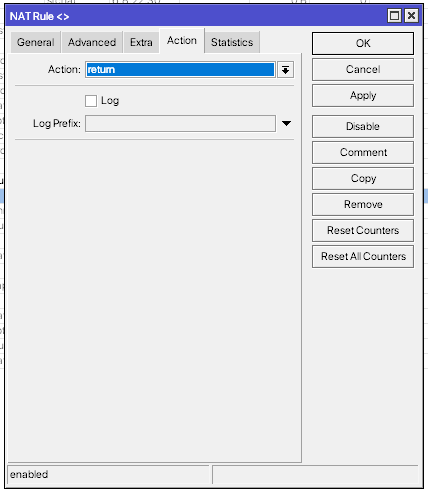 NAT Rule <>
General Advanced Extra Action Statistics
Action: return
Log
Log Prefix:
OK
Cancel
Apply
Disable
Comment
Copy
Remove
Reset Counters
Reset All Counters
enabled